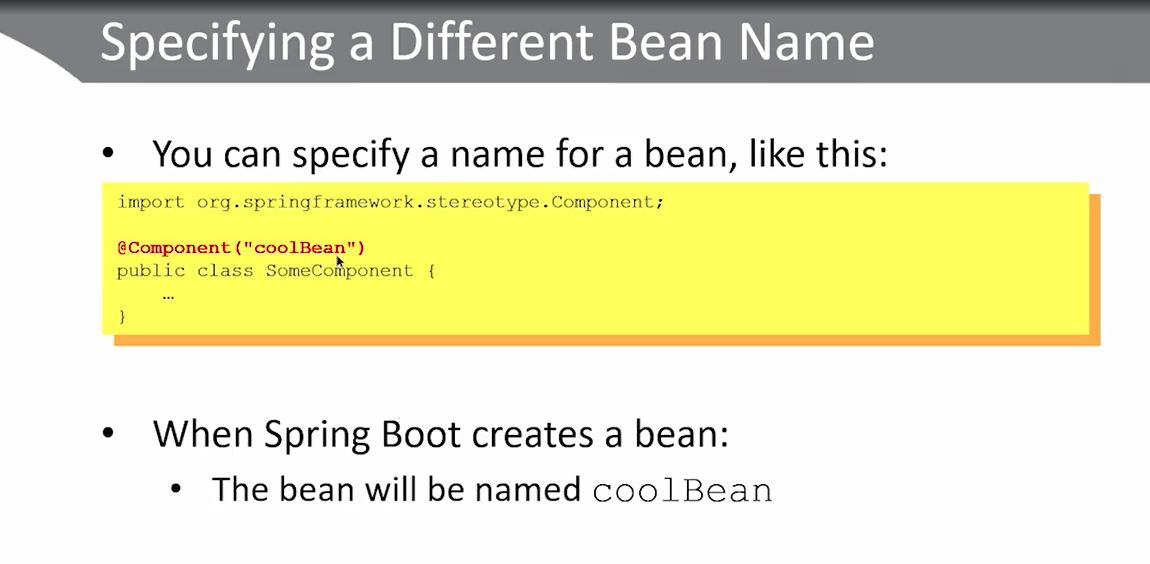 Specifying a Different Bean Name
• You can specify a name for a bean, like this:
import org.springframework.stereotype.Component;
@Component("coolBean")
public class SomeComponent {
…
}
• When Spring Boot creates a bean:
• The bean will be named coolBean